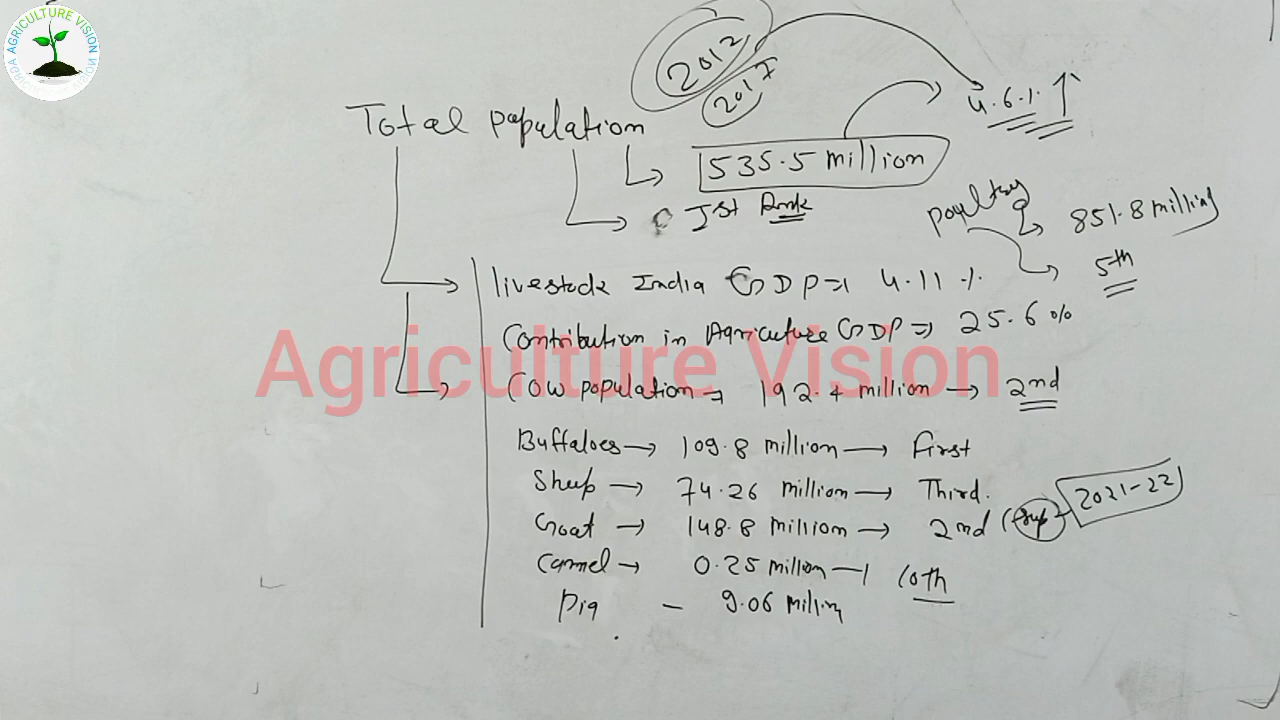 AGRICULTURE VISION
2012
2017
4.6% ↑
Total population
535.5 million
Ist Rank
poultry
851.8 million
5th
livestock India GDP ⇒ 4.11 %
Contribution in Agriculture GDP ⇒ 25.6 %
Agriculture Vision
Cow population ⇒ 192.4 million → 2nd
Buffaloes → 109.8 million → first
Sheep → 74.26 million → Third.
Goat → 148.8 million → 2nd
2021-22
Cammel → 0.25 million → 10th
Pig - 9.06 million